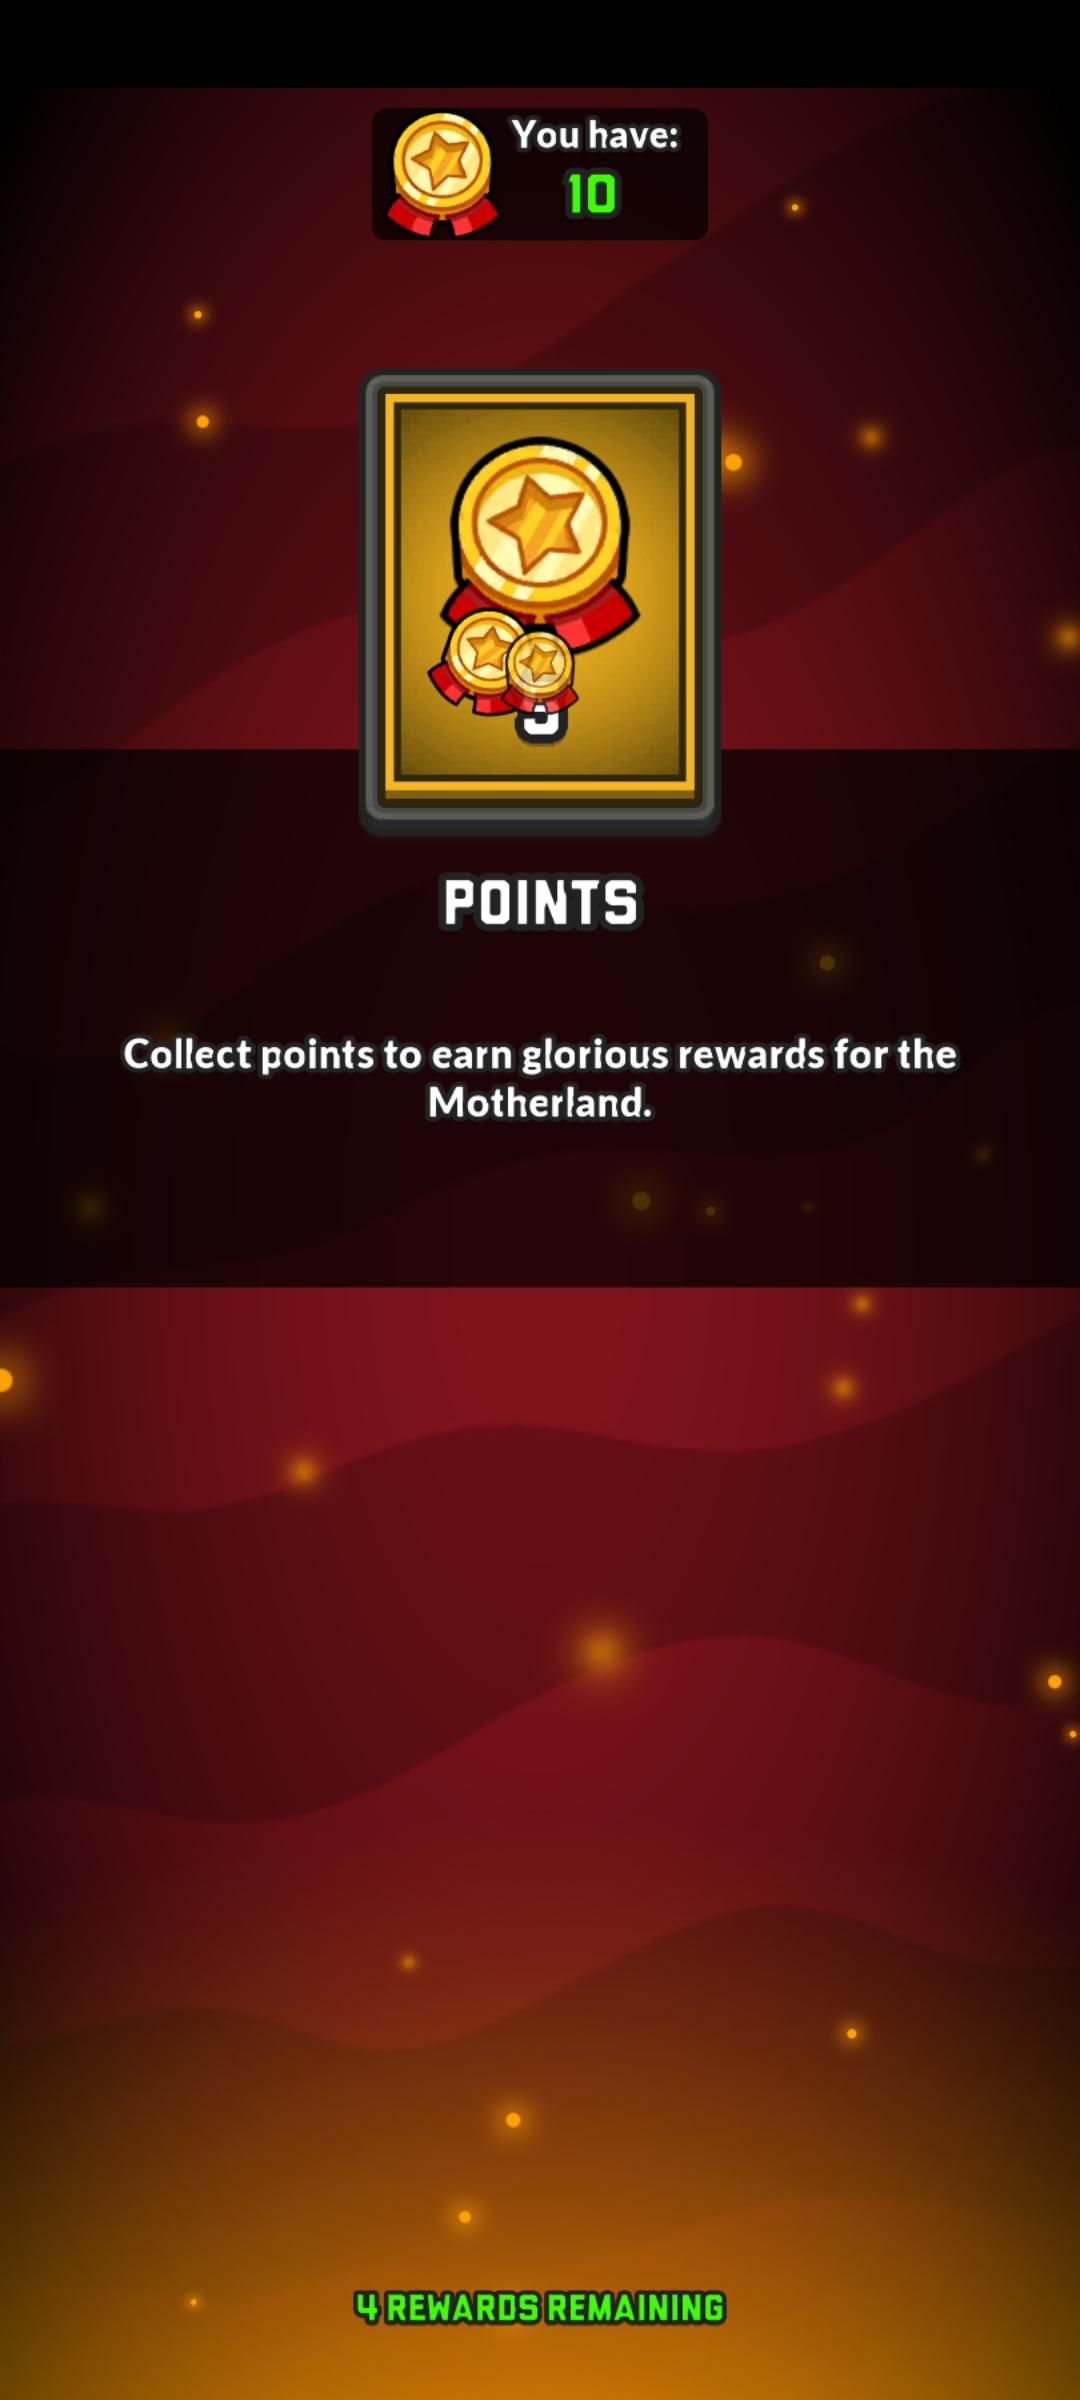 You have:
10
POINTS
Collect points to earn glorious rewards for the
Motherland.
4 REWARDS REMAINING